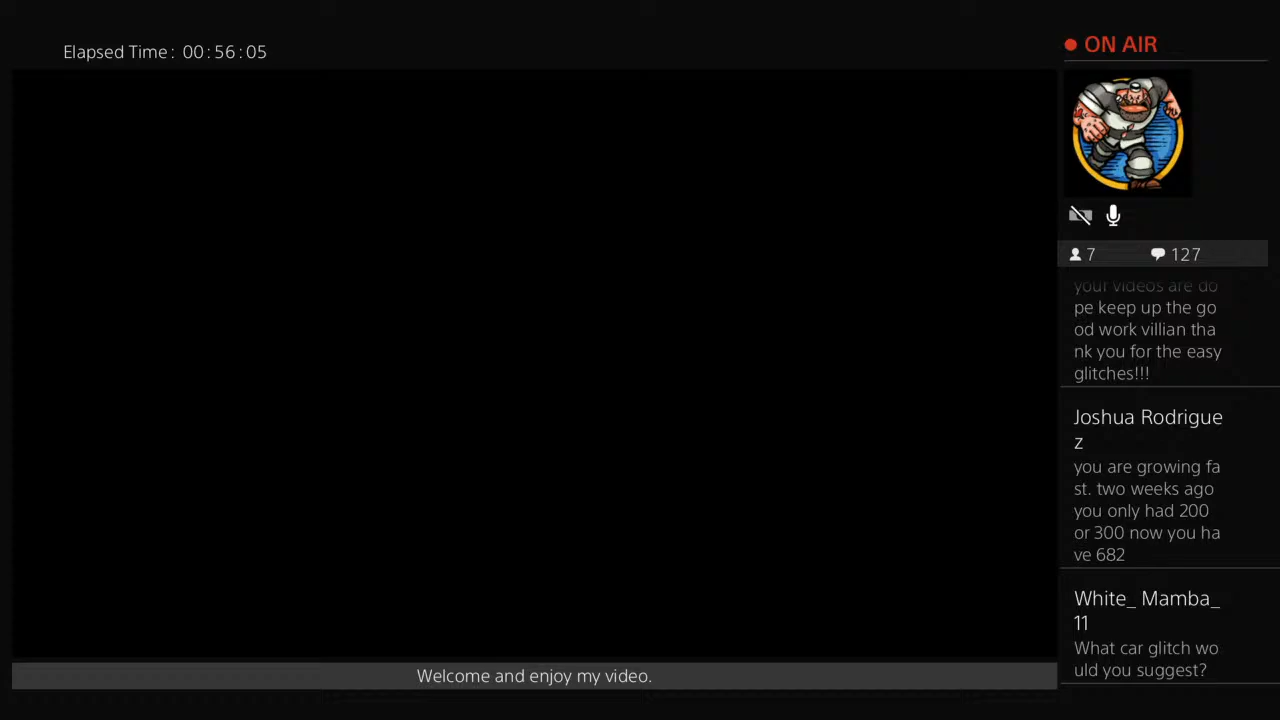 Elapsed Time: 00:56:05
ON AIR
7 127
your videos are do
pe keep up the go
od work villian tha
nk you for the easy
glitches!!!
Joshua Rodrigue
z
you are growing fa
st. two weeks ago
you only had 200
or 300 now you ha
ve 682
White_ Mamba_
11
What car glitch wo
uld you suggest?
Welcome and enjoy my video.